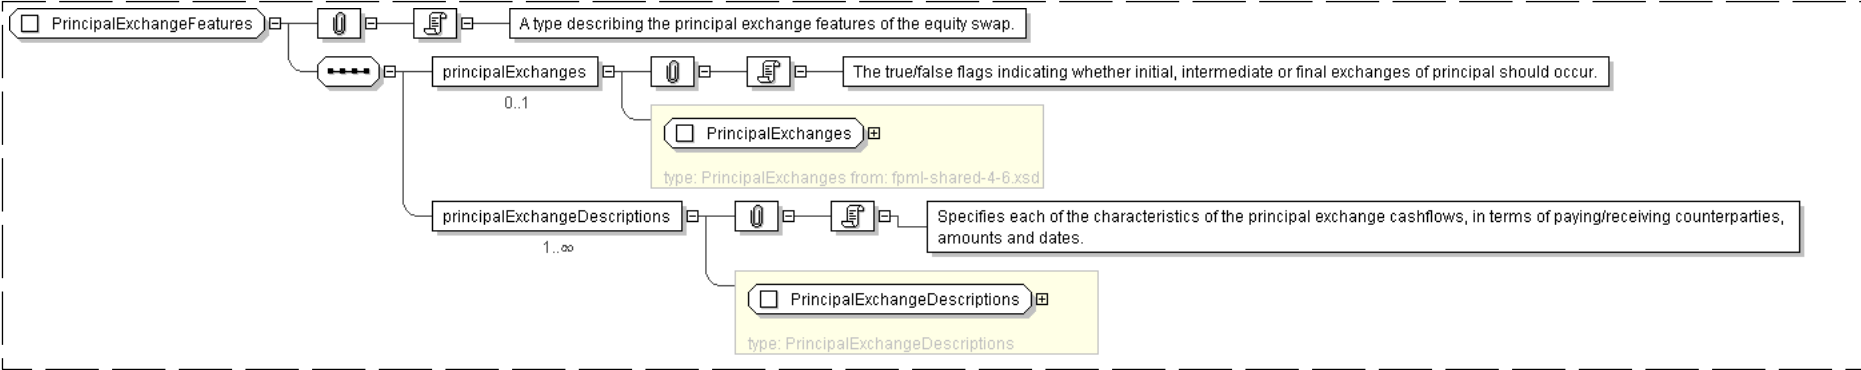 PrincipalExchangeFeatures
A type describing the principal exchange features of the equity swap.
principalExchanges
The true/false flags indicating whether initial, intermediate or final exchanges of principal should occur.
0..1
PrincipalExchanges
type: PrincipalExchanges from: fpml-shared-4-6.xsd
principalExchangeDescriptions
Specifies each of the characteristics of the principal exchange cashflows, in terms of paying/receiving counterparties,
amounts and dates.
1..∞
PrincipalExchangeDescriptions
type: PrincipalExchangeDescriptions